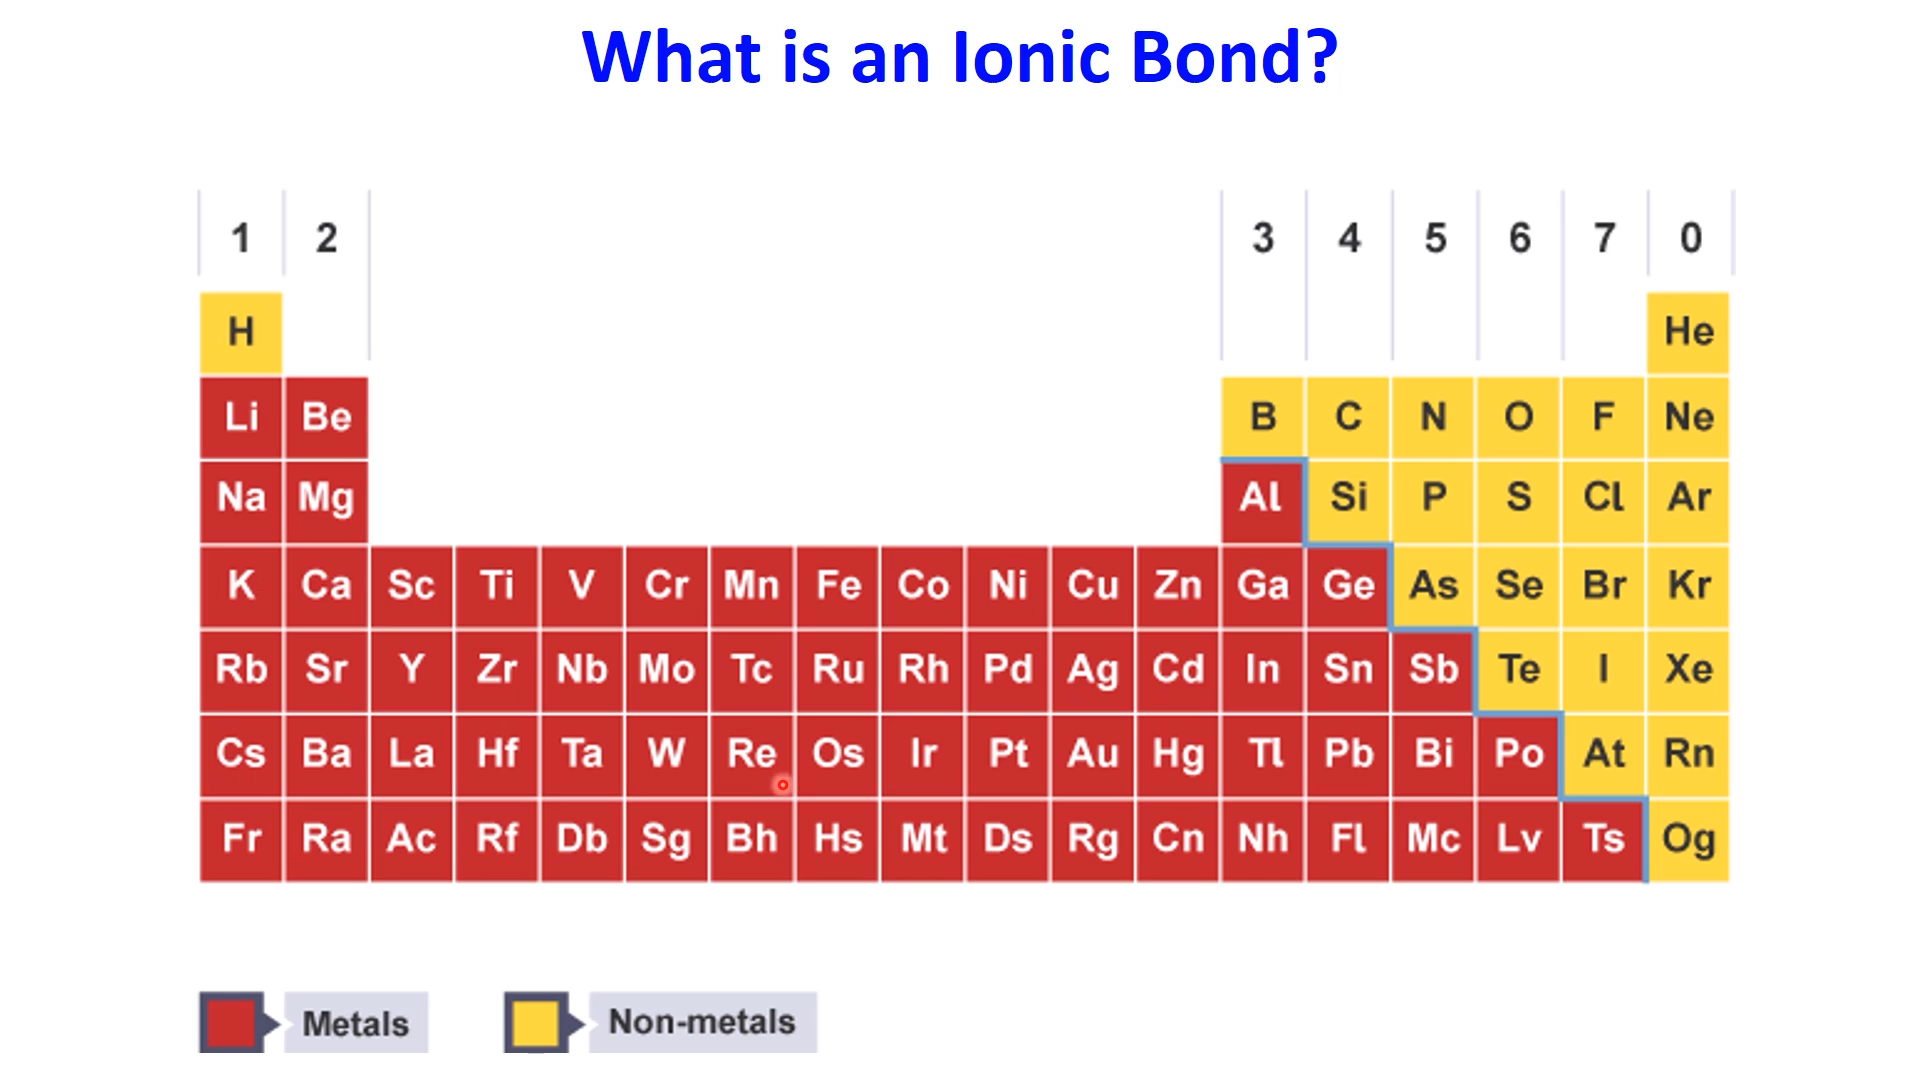 What is an Ionic Bond?
1 2 3 4 5 6 7 0
H He
Li Be B C N O F Ne
Na Mg Al Si P S Cl Ar
K Ca Sc Ti V Cr Mn Fe Co Ni Cu Zn Ga Ge As Se Br Kr
Rb Sr Y Zr Nb Mo Tc Ru Rh Pd Ag Cd In Sn Sb Te I Xe
Cs Ba La Hf Ta W Re Os Ir Pt Au Hg Tl Pb Bi Po At Rn
Fr Ra Ac Rf Db Sg Bh Hs Mt Ds Rg Cn Nh Fl Mc Lv Ts Og
Metals Non-metals